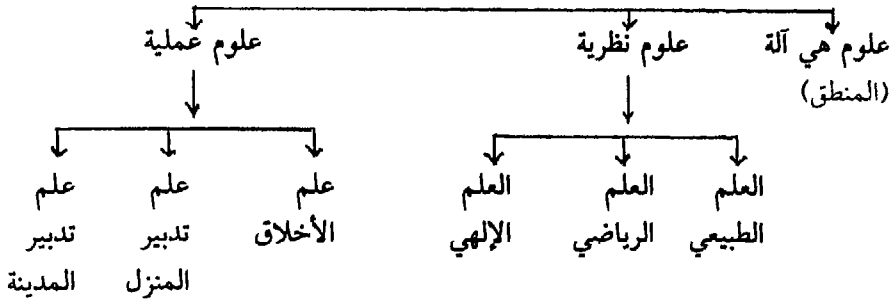 علوم هي آلة
(المنطق)
علوم نظرية
علوم عملية
العلم
الطبيعي
العلم
الرياضي
العلم
الإلهي
علم
الأخلاق
علم
تدبير
المنزل
علم
تدبير
المدينة